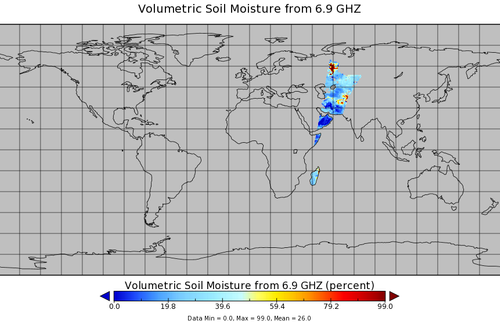 Volumetric Soil Moisture from 6.9 GHZ
Volumetric Soil Moisture from 6.9 GHZ (percent)
0.0 19.8 39.6 59.4 79.2 99.0
Data Min = 0.0, Max = 99.0, Mean = 26.0